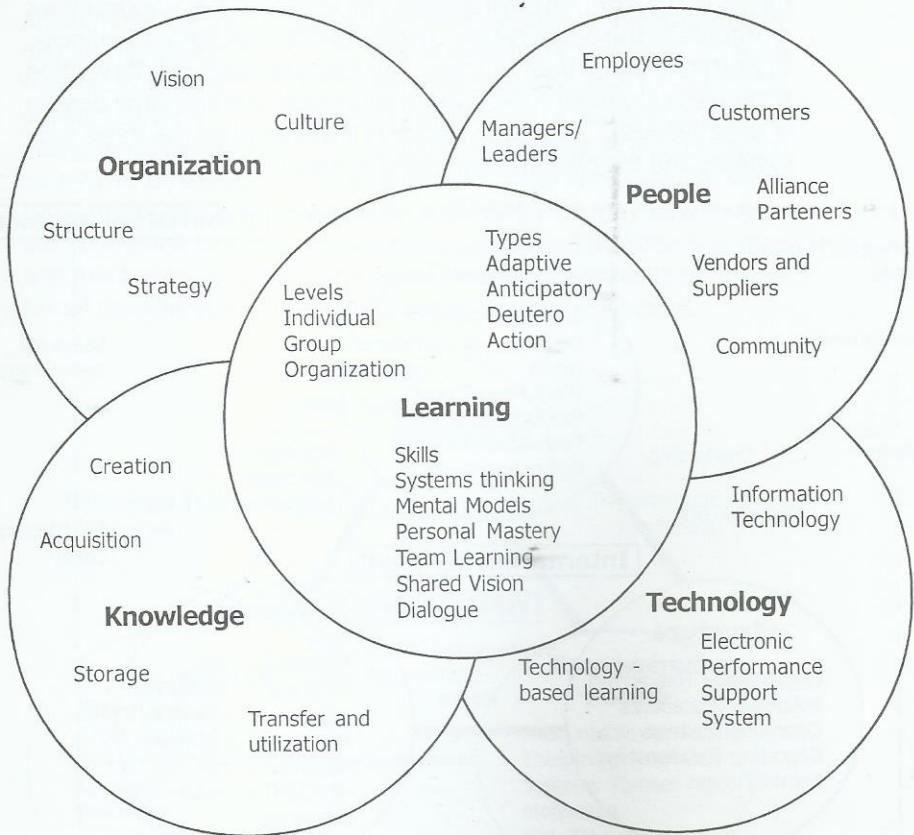 Vision
Culture
Organization
Structure
Strategy
Employees
Customers
Managers/
Leaders
People
Alliance
Parteners
Vendors and
Suppliers
Community
Levels
Individual
Group
Organization
Types
Adaptive
Anticipatory
Deutero
Action
Learning
Skills
Systems thinking
Mental Models
Personal Mastery
Team Learning
Shared Vision
Dialogue
Creation
Acquisition
Knowledge
Storage
Transfer and
utilization
Information
Technology
Technology
Technology -
based learning
Electronic
Performance
Support
System